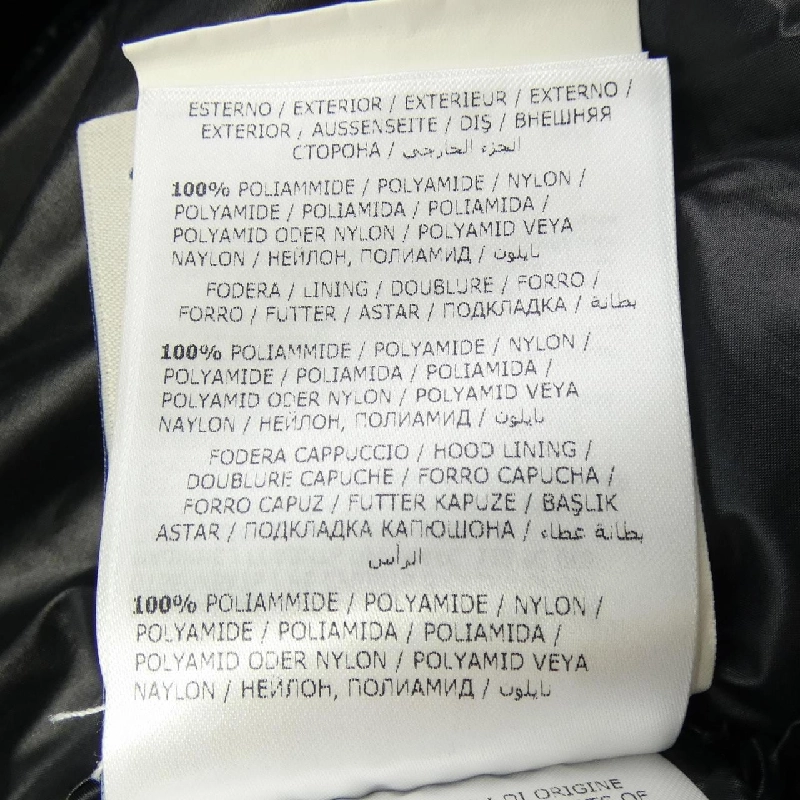 ESTERNO / EXTERIOR / EXTERIEUR / EXTERNO /
EXTERIOR / AUSSENSEITE / DIŞ / ВНЕШНЯЯ
СТОРОНА / الجزء الخارجي
100% POLIAMMIDE / POLYAMIDE / NYLON /
POLYAMIDE / POLIAMIDA / POLIAMIDA /
POLYAMID ODER NYLON / POLYAMID VEYA
NAYLON / НЕЙЛОН, ПОЛИАМИД / نايلون
FODERA / LINING / DOUBLURE / FORRO /
FORRO / FUTTER / ASTAR / ПОДКЛАДКА / بطانة
100% POLIAMMIDE / POLYAMIDE / NYLON /
POLYAMIDE / POLIAMIDA / POLIAMIDA /
POLYAMID ODER NYLON / POLYAMID VEYA
NAYLON / НЕЙЛОН, ПОЛИАМИД / نايلون
FODERA CAPPUCCIO / HOOD LINING /
DOUBLURE CAPUCHE / FORRO CAPUCHA /
FORRO CAPUZ / FUTTER KAPUZE / BAŞLIK
ASTAR / ПОДКЛАДКА КАПЮШОНА / بطانة غطاء
الرأس
100% POLIAMMIDE / POLYAMIDE / NYLON /
POLYAMIDE / POLIAMIDA / POLIAMIDA /
POLYAMID ODER NYLON / POLYAMID VEYA
NAYLON / НЕЙЛОН, ПОЛИАМИД / نايلون
DI ORIGINE
OF